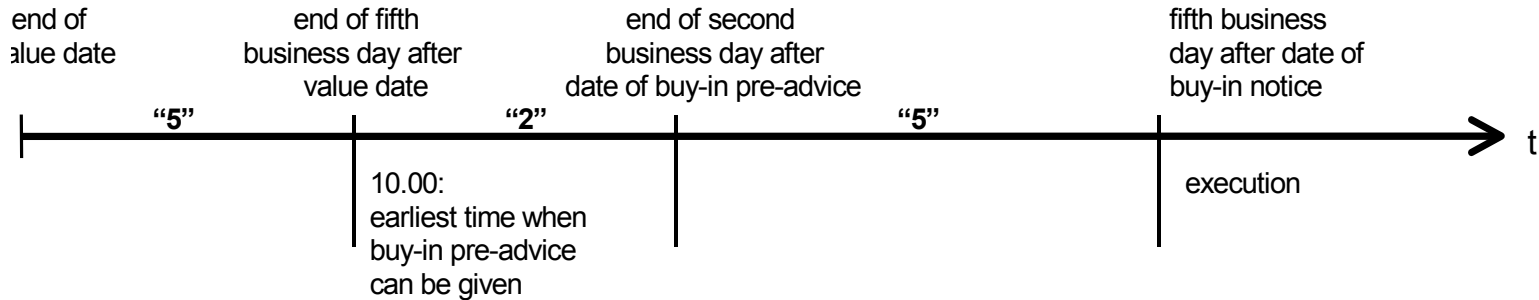 end of
value date
end of fifth
business day after
value date
end of second
business day after
date of buy-in pre-advice
fifth business
day after date of
buy-in notice
“5”
“2”
“5”
t
10.00:
earliest time when
buy-in pre-advice
can be given
execution